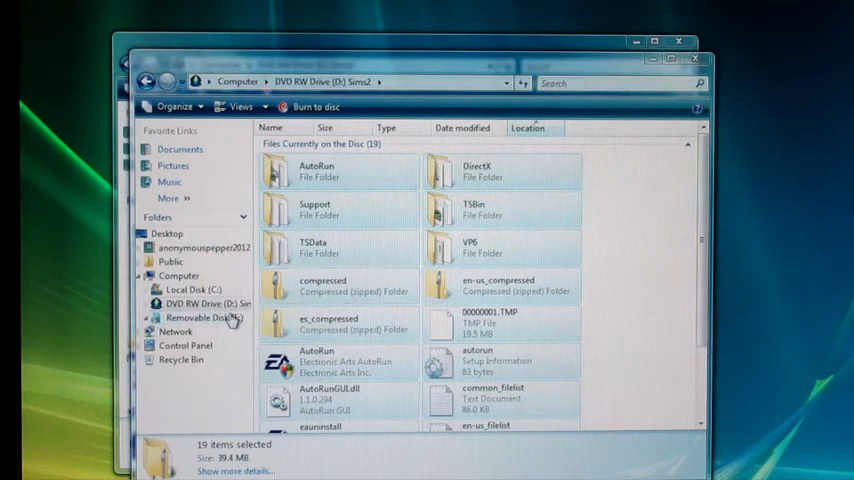 Computer
DVD RW Drive (D:) Sims2
Search
Organize
Views
Burn to disc
Favorite Links
Documents
Pictures
Music
More
Folders
Desktop
anonymouspepper2012
Public
Computer
Local Disk (C:)
DVD RW Drive (D:) Sin
Removable Disk
Network
Control Panel
Recycle Bin
Name
Size
Type
Date modified
Location
Files Currently on the Disc (19)
AutoRun
File Folder
DirectX
File Folder
Support
File Folder
TSBin
File Folder
TSData
File Folder
VP6
File Folder
compressed
Compressed (zipped) Folder
en-us_compressed
Compressed (zipped) Folder
es_compressed
Compressed (zipped) Folder
00000001.TMP
TMP File
19.5 MB
AutoRun
Electronic Arts AutoRun
Electronic Arts Inc.
autorun
Setup Information
83 bytes
AutoRunGUI.dll
1.1.0.294
AutoRun GUI
common_filelist
Text Document
86.0 KB
eauninstall
en-us_filelist
19 items selected
Size: 39.4 MB
Show more details...